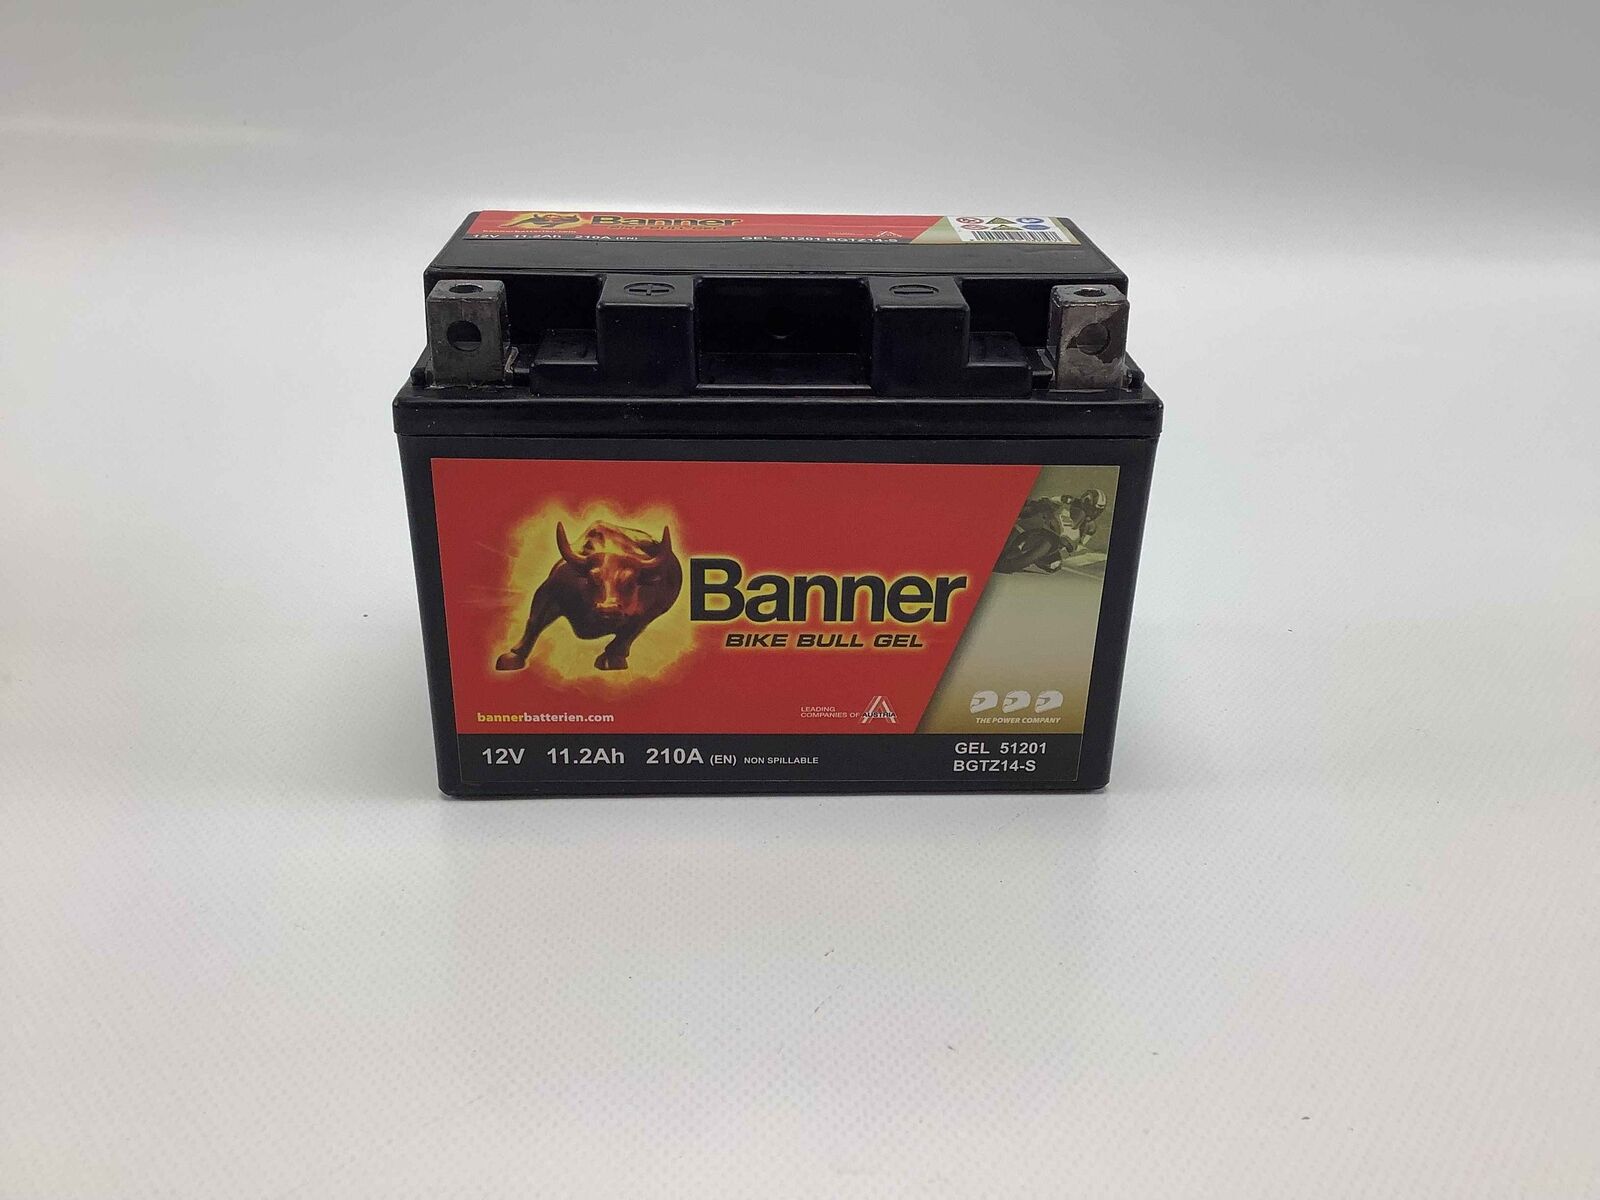 Banner
12V 11.2Ah 210A (EN)
GEL 51201 BGTZ14-S
+
-
Banner
BIKE BULL GEL
bannerbatterien.com
LEADING
COMPANIES OF AUSTRIA
THE POWER COMPANY
12V 11.2Ah 210A (EN) NON SPILLABLE
GEL 51201
BGTZ14-S